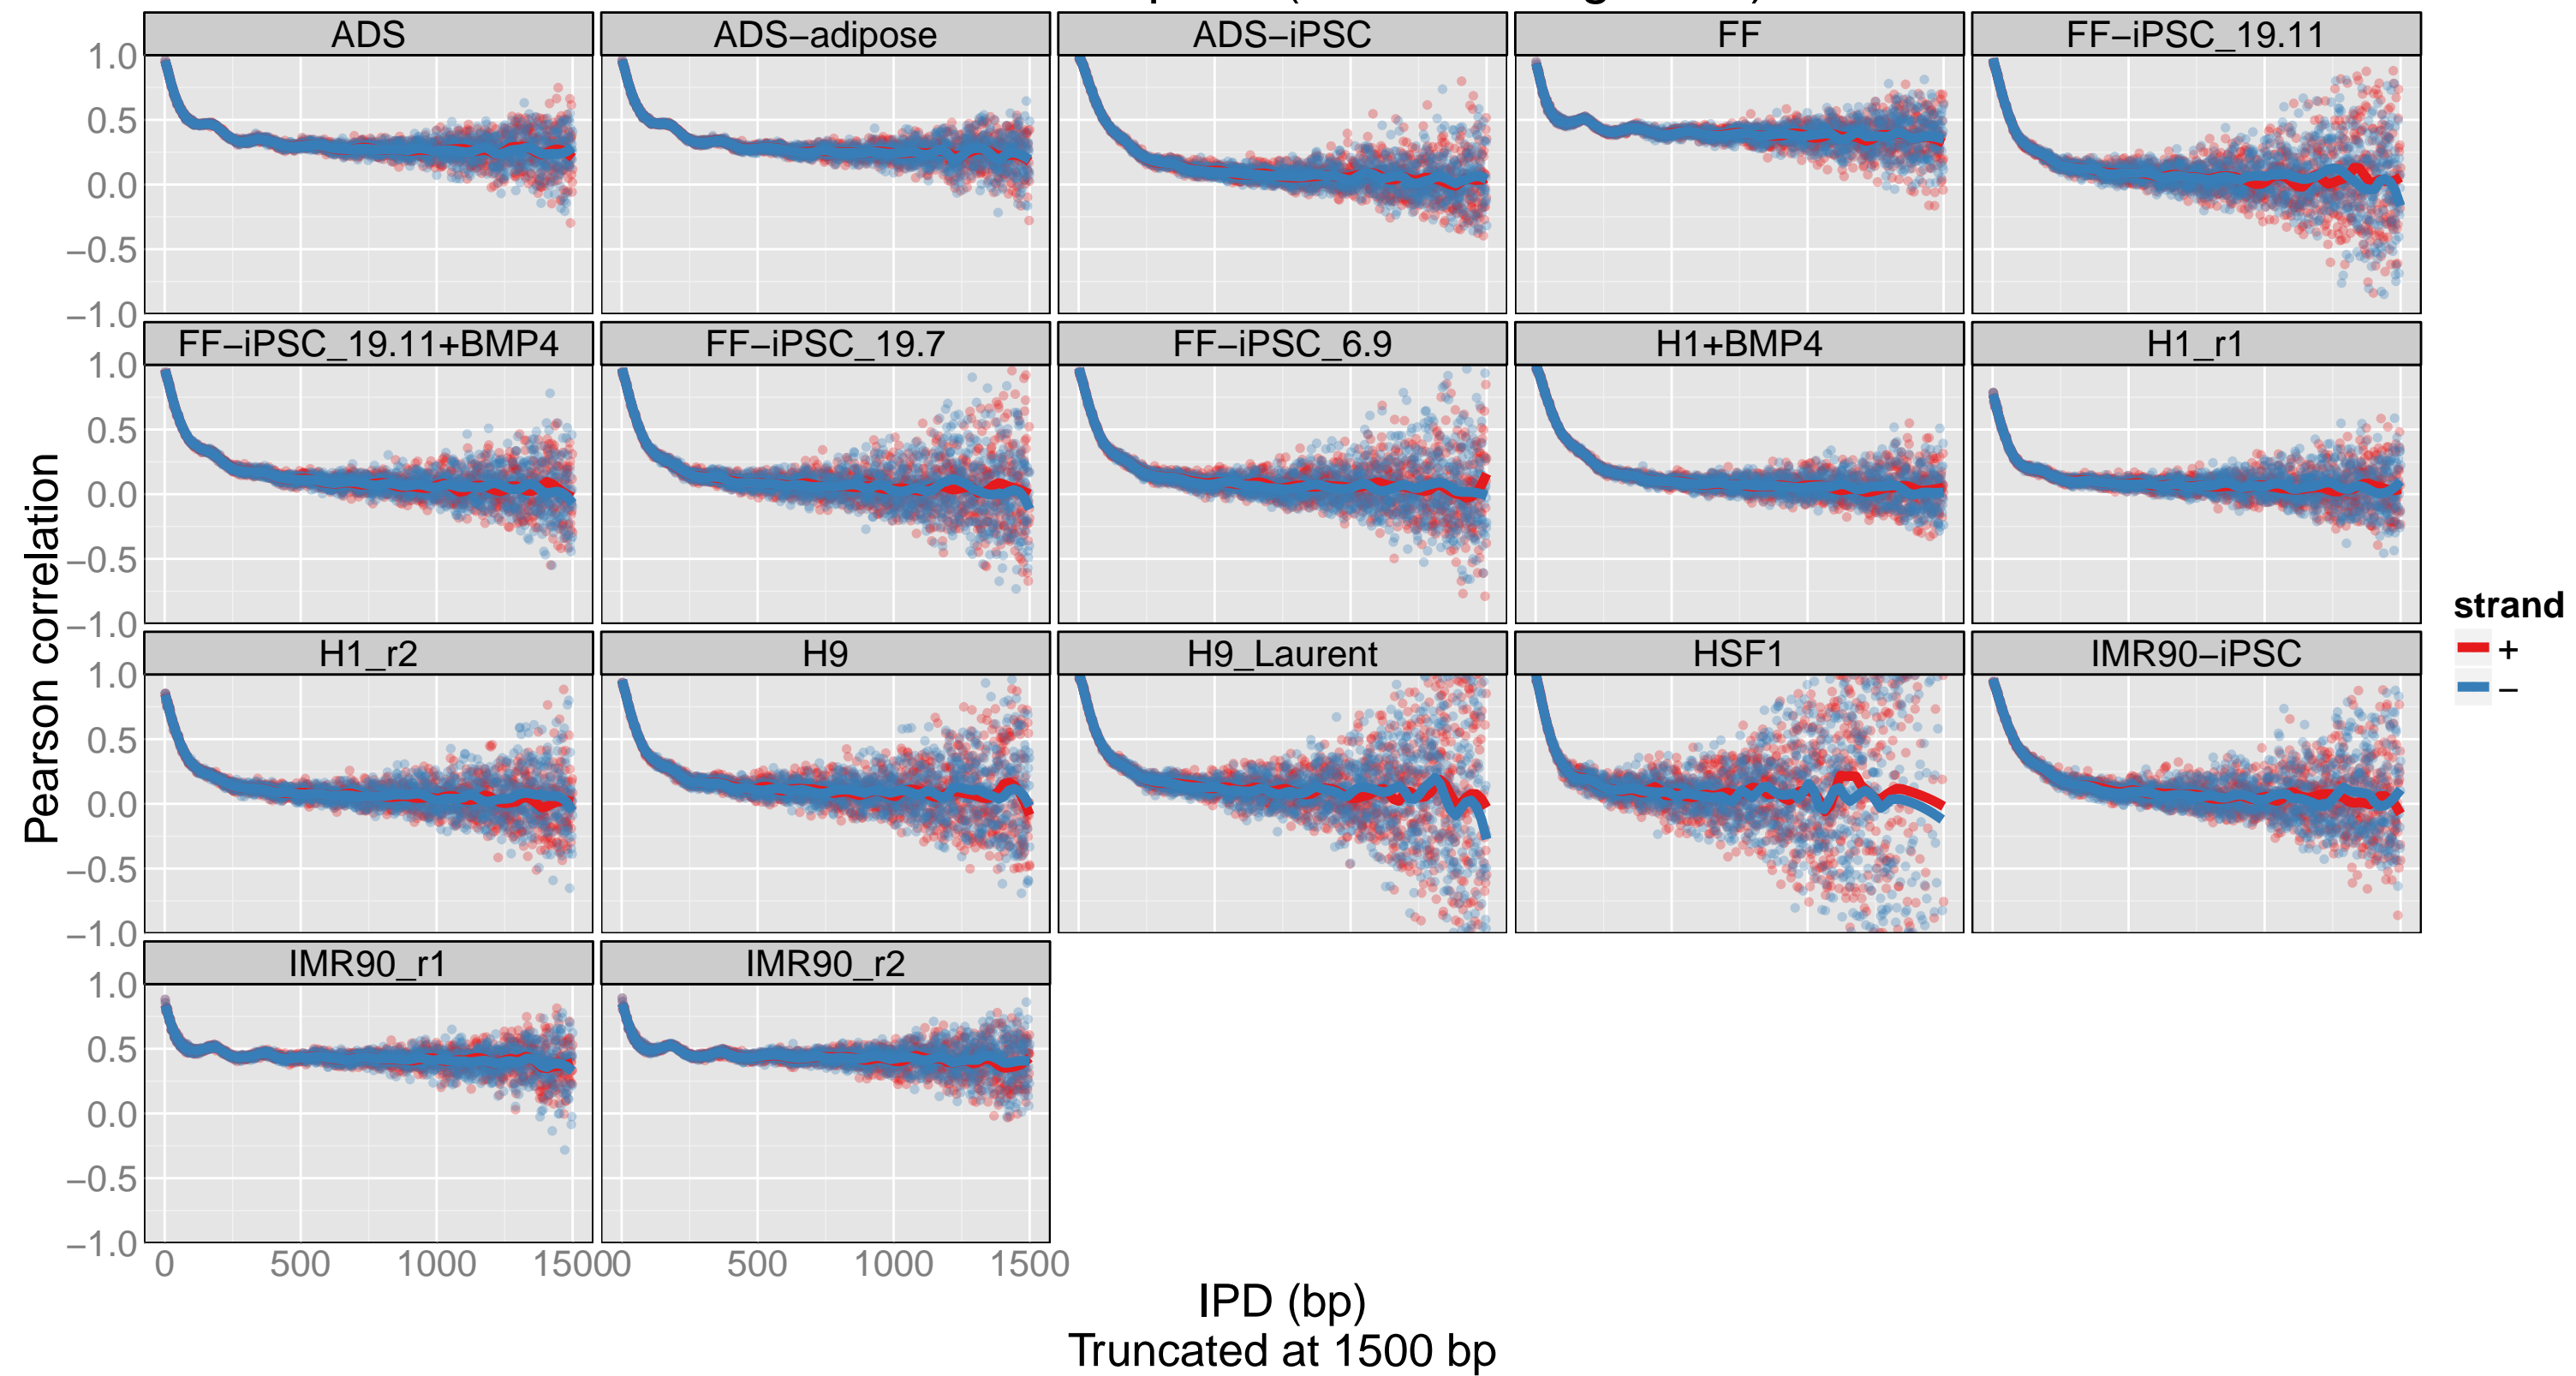 ADS ADS−adipose ADS−iPSC FF FF−iPSC_19.11
1.0
0.5
0.0
−0.5
−1.0
FF−iPSC_19.11+BMP4 FF−iPSC_19.7 FF−iPSC_6.9 H1+BMP4 H1_r1
1.0
0.5
0.0
−0.5
−1.0
H1_r2 H9 H9_Laurent HSF1 IMR90−iPSC
1.0
0.5
0.0
−0.5
−1.0
IMR90_r1 IMR90_r2
1.0
0.5
0.0
−0.5
−1.0
0 500 1000 1500 0 500 1000 1500
Pearson correlation
IPD (bp)
Truncated at 1500 bp
strand
+
−